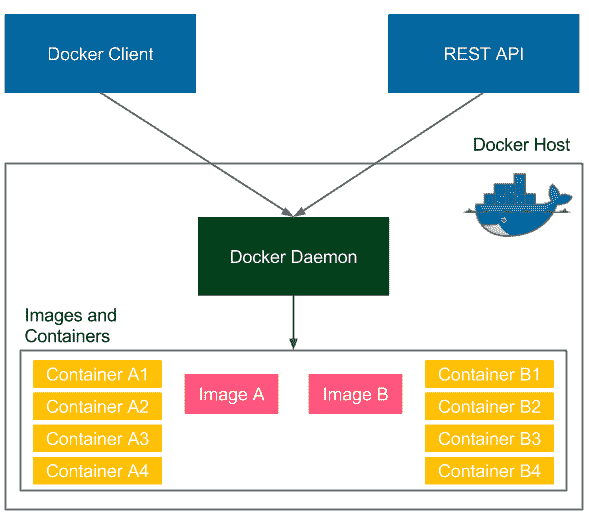 Docker Client
REST API
Docker Host
Docker Daemon
Images and
Containers
Container A1
Container A2
Container A3
Container A4
Image A
Image B
Container B1
Container B2
Container B3
Container B4